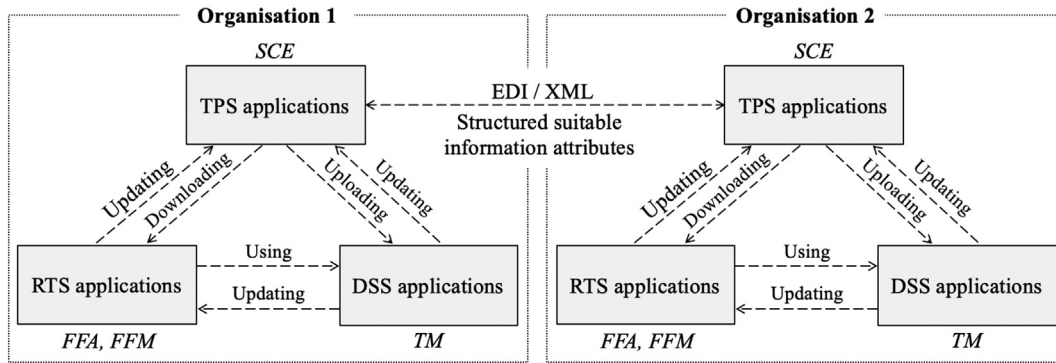 Organisation 1
SCE
TPS applications
Updating
Downloading
Uploading
Updating
RTS applications
Using
Updating
DSS applications
FFA, FFM
TM
EDI / XML
Structured suitable
information attributes
Organisation 2
SCE
TPS applications
Updating
Downloading
Uploading
Updating
RTS applications
Using
Updating
DSS applications
FFA, FFM
TM